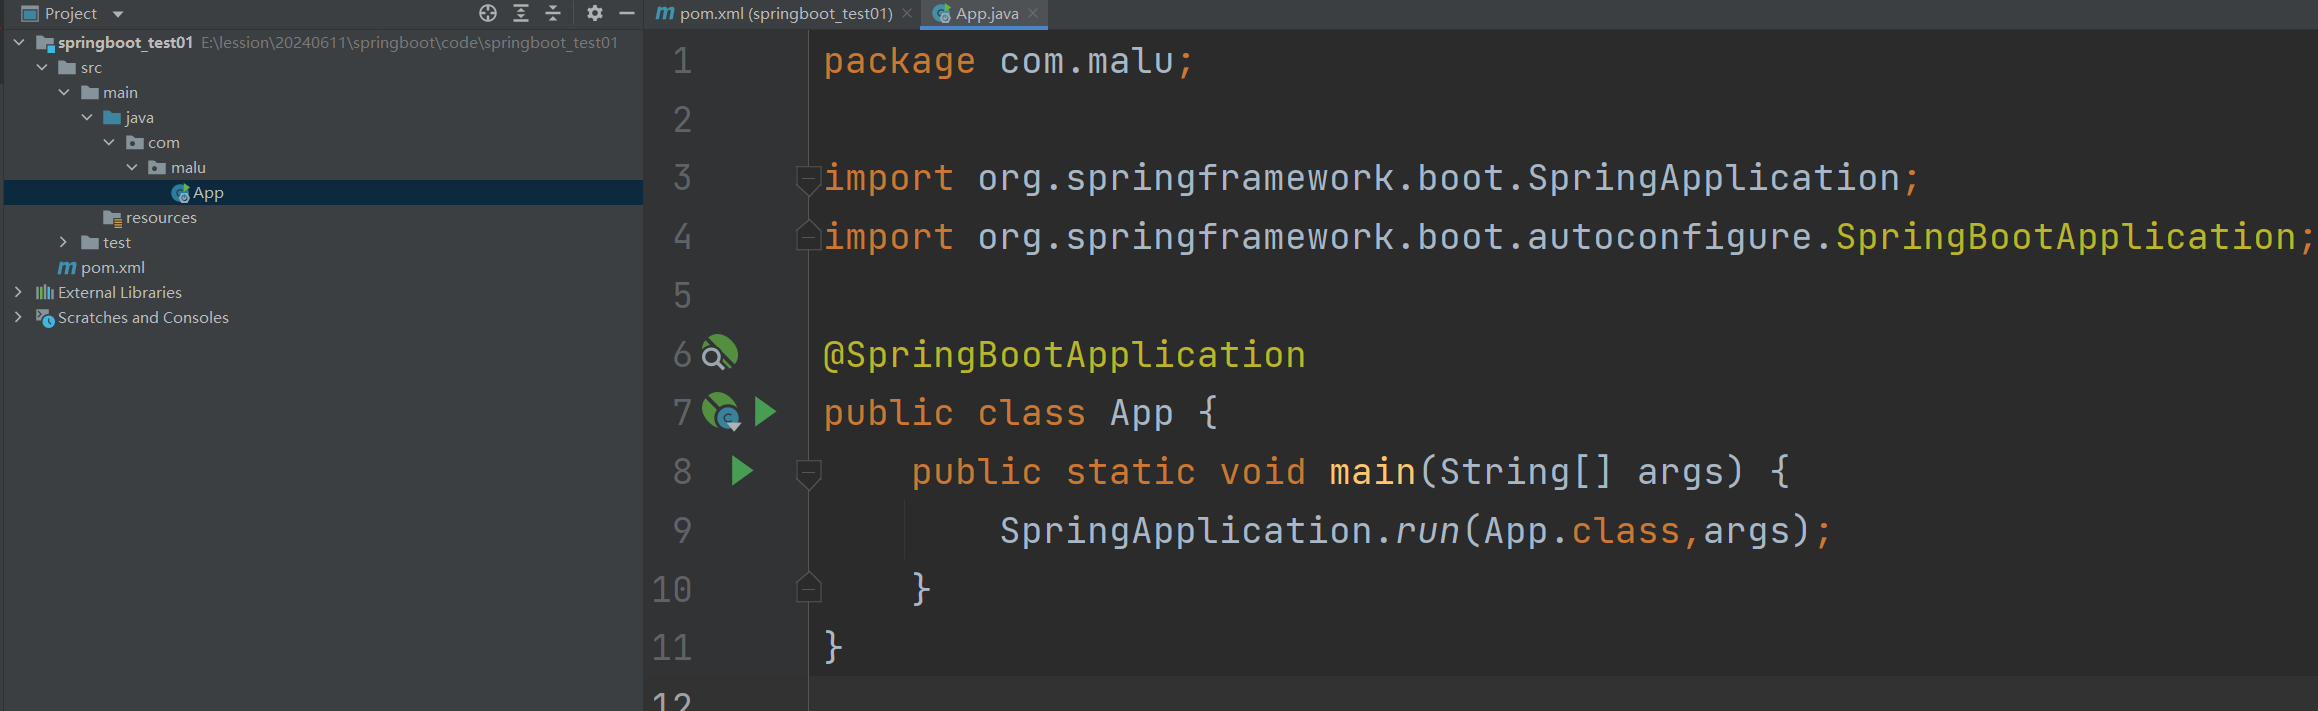 Project
springboot_test01 E:\lession\20240611\springboot\code\springboot_test01
src
main
java
com
malu
App
resources
test
pom.xml
External Libraries
Scratches and Consoles
pom.xml (springboot_test01)
App.java
1 package com.malu;
2
3 import org.springframework.boot.SpringApplication;
4 import org.springframework.boot.autoconfigure.SpringBootApplication;
5
6 @SpringBootApplication
7 public class App {
8 public static void main(String[] args) {
9 SpringApplication.run(App.class,args);
10 }
11 }
12